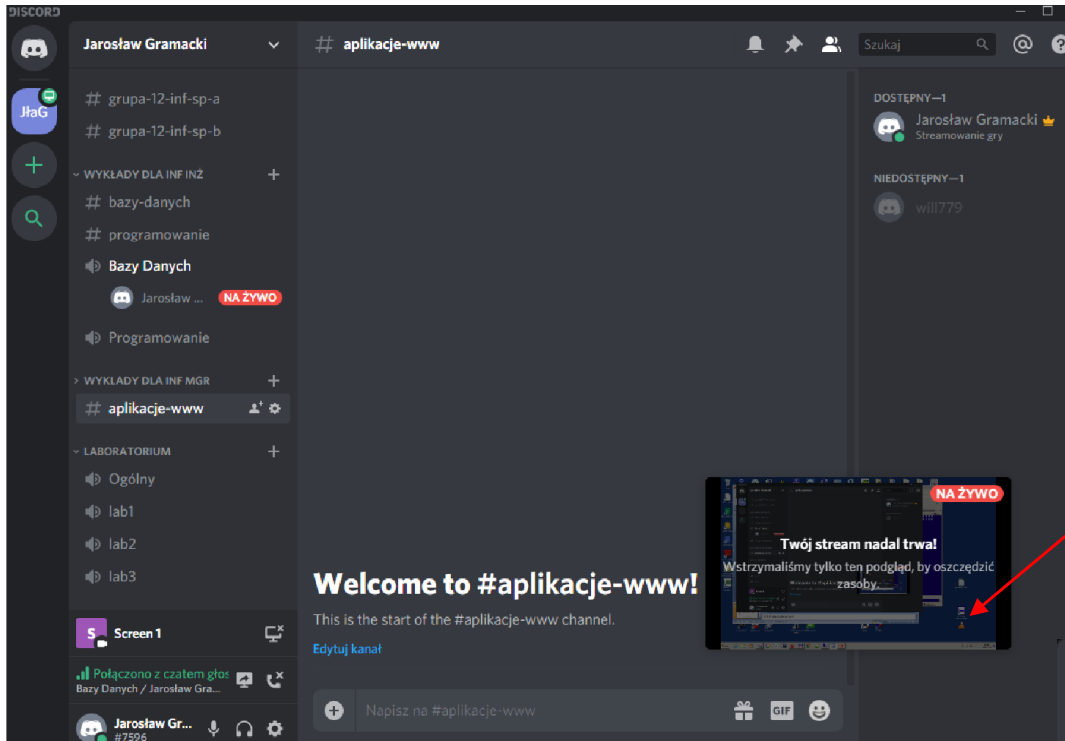 DISCORD
Jarosław Gramacki
# aplikacje-www
Szukaj
JłaG
# grupa-12-inf-sp-a
# grupa-12-inf-sp-b
WYKŁADY DLA INF INŻ
# bazy-danych
# programowanie
Bazy Danych
Jarosław ... NA ŻYWO
Programowanie
WYKLADY DLA INF MGR
# aplikacje-www
LABORATORIUM
Ogólny
lab1
lab2
lab3
S Screen 1
Połączono z czatem głos
Bazy Danych / Jarosław Gra...
Jarosław Gr...
#7596
Welcome to #aplikacje-www!
This is the start of the #aplikacje-www channel.
Edytuj kanał
Napisz na #aplikacje-www
GIF
NA ŻYWO
Twój stream nadal trwa!
Wstrzymaliśmy tylko ten podgląd, by oszczędzić
zasoby.
DOSTĘPNY—1
Jarosław Gramacki
Streamowanie gry
NIEDOSTĘPNY—1
will779